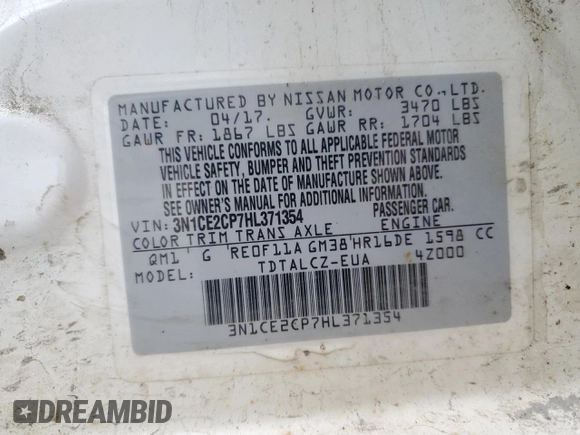 MANUFACTURED BY NISSAN MOTOR CO.,LTD.
DATE: 04/17. GVWR: 3470 LBS
GAWR FR: 1867 LBS GAWR RR: 1704 LBS
THIS VEHICLE CONFORMS TO ALL APPLICABLE FEDERAL MOTOR
VEHICLE SAFETY, BUMPER AND THEFT PREVENTION STANDARDS
IN EFFECT ON THE DATE OF MANUFACTURE SHOWN ABOVE.
SEE OWNER'S MANUAL FOR ADDITIONAL INFORMATION.
VIN: 3N1CE2CP7HL371354 PASSENGER CAR.
COLOR TRIM TRANS AXLE ENGINE
QM1 G RE0F11A GM38 HR16DE 1598 CC
MODEL: TDTALCZ-EUA 4Z000
3N1CE2CP7HL371354
DREAMBID